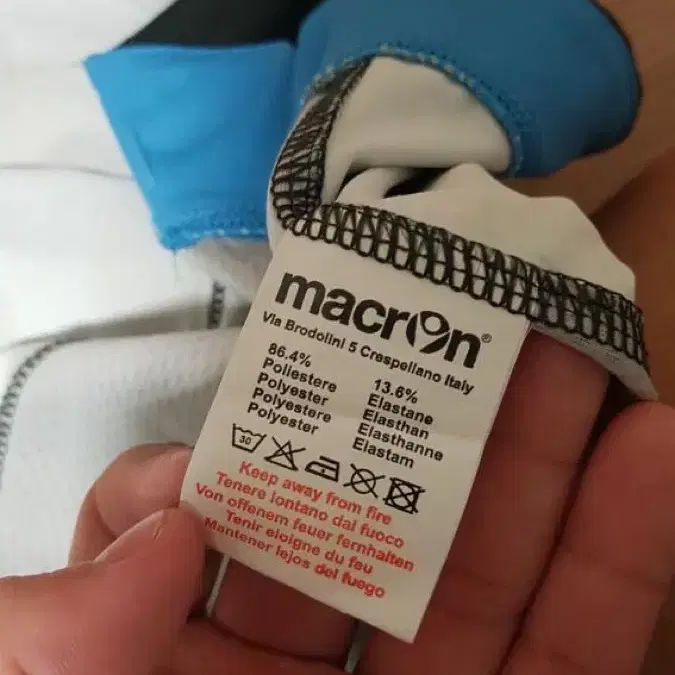 macron®
Via Brodolini 5 Crespellano Italy
86.4%
Poliestere
Polyester
Polyestere
Polyester
13.6%
Elastane
Elasthan
Elasthanne
Elastam
30
Keep away from fire
Tenere lontano dal fuoco
Von offenem feuer fernhalten
Tenir eloigne du feu
Mantener lejos del fuego